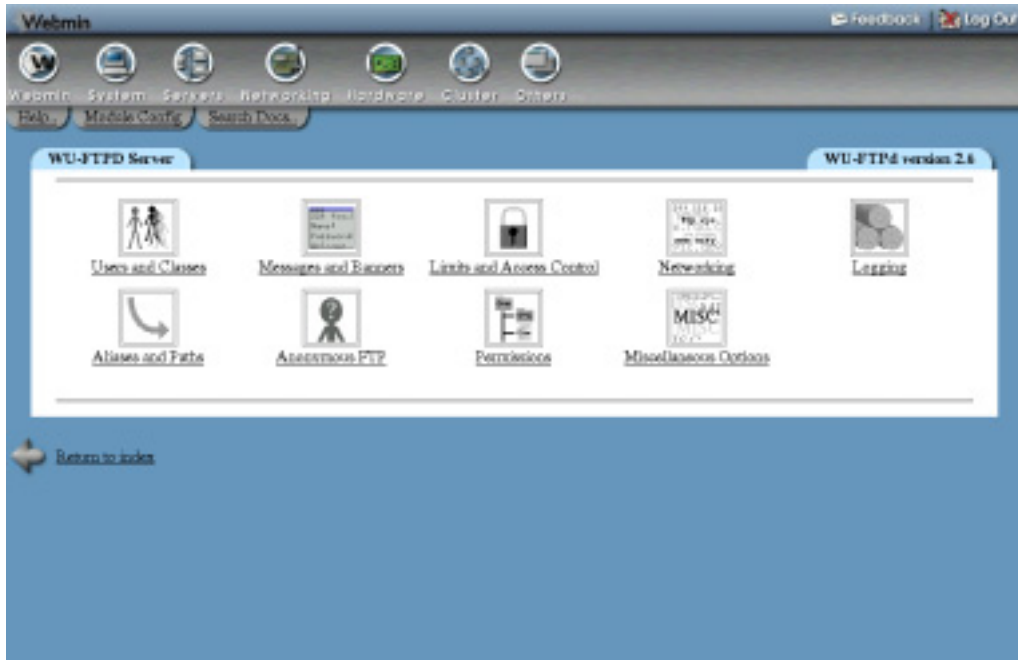 Webmin
Feedback
Log Out
Webmin System Servers Networking Hardware Cluster Others
Help.. Module Config Search Docs..
WU-FTPD Server
WU-FTPd version 2.6
Users and Classes
Messages and Banners
Limits and Access Control
Networking
Logging
Aliases and Paths
Anonymous FTP
Permissions
MISC
Miscellaneous Options
Return to index